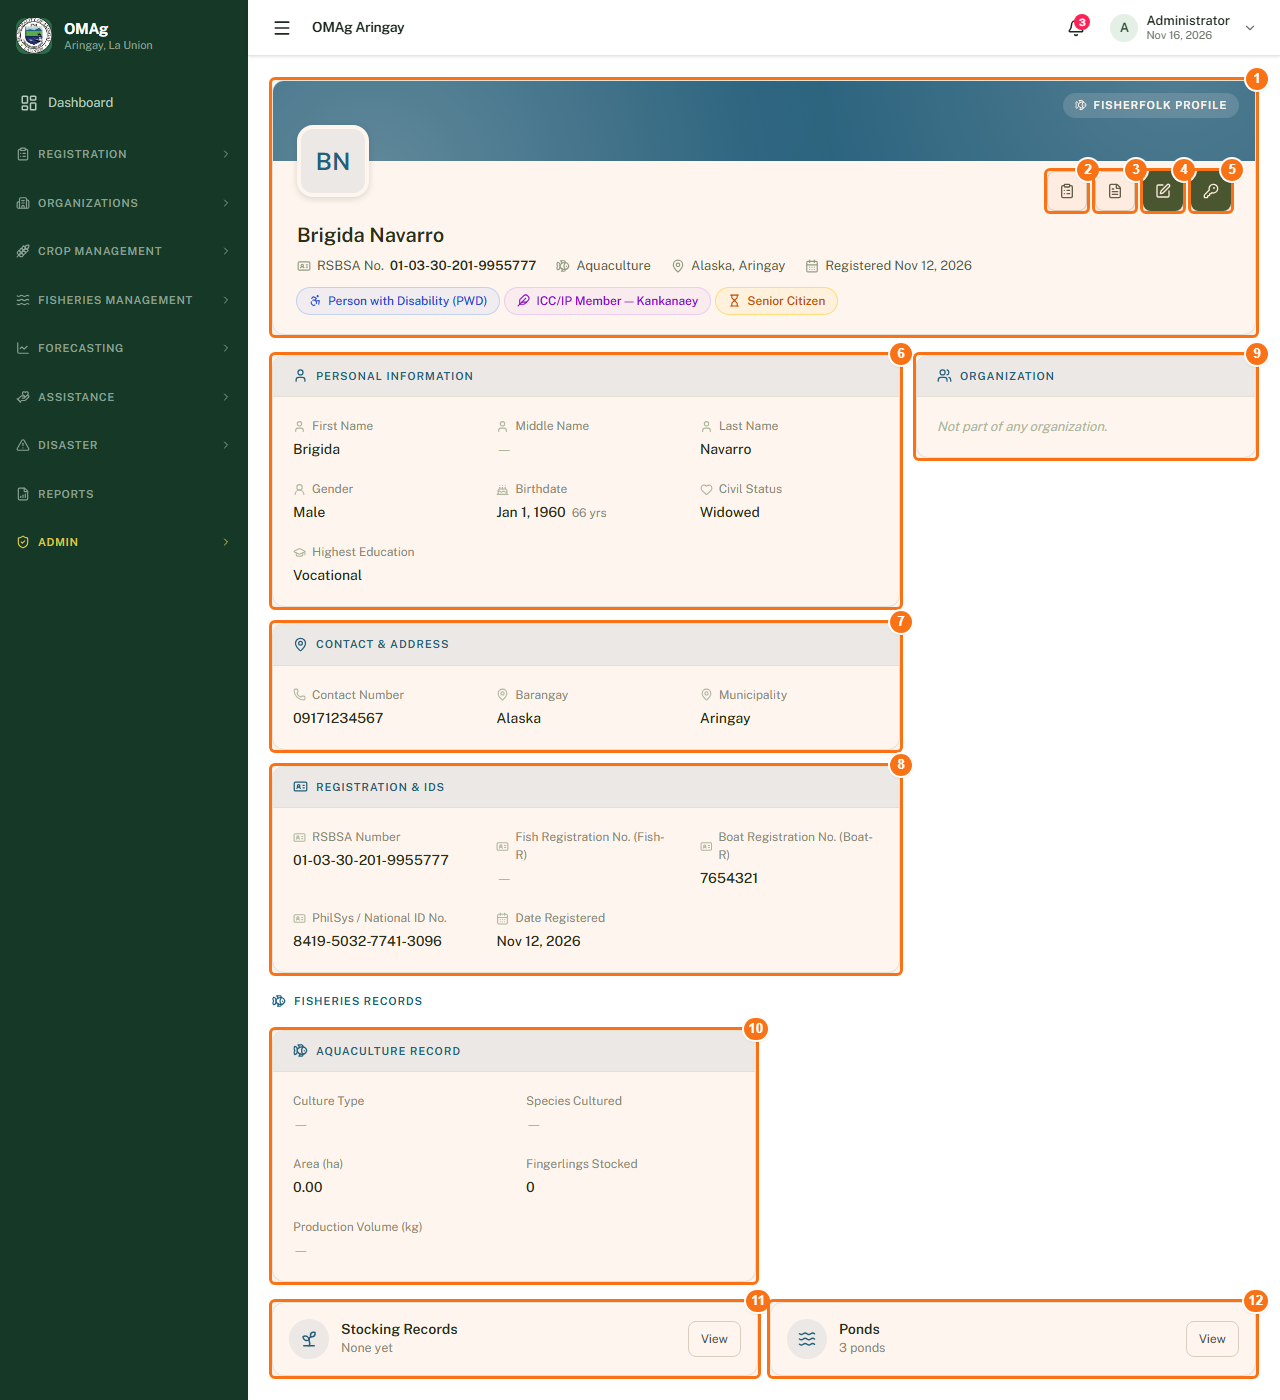 OMAg
Aringay, La Union
Dashboard
REGISTRATION
ORGANIZATIONS
CROP MANAGEMENT
FISHERIES MANAGEMENT
FORECASTING
ASSISTANCE
DISASTER
REPORTS
ADMIN
OMAg Aringay
3
A
Administrator
Nov 16, 2026
1
FISHERFOLK PROFILE
BN
2
3
4
5
Brigida Navarro
RSBSA No. 01-03-30-201-9955777
Aquaculture
Alaska, Aringay
Registered Nov 12, 2026
Person with Disability (PWD)
ICC/IP Member — Kankanaey
Senior Citizen
6
PERSONAL INFORMATION
First Name
Middle Name
Last Name
Brigida
—
Navarro
Gender
Birthdate
Civil Status
Male
Jan 1, 1960 66 yrs
Widowed
Highest Education
Vocational
9
ORGANIZATION
Not part of any organization.
7
CONTACT & ADDRESS
Contact Number
Barangay
Municipality
09171234567
Alaska
Aringay
8
REGISTRATION & IDS
RSBSA Number
01-03-30-201-9955777
Fish Registration No. (Fish-
R)
—
Boat Registration No. (Boat-
R)
7654321
PhilSys / National ID No.
Date Registered
8419-5032-7741-3096
Nov 12, 2026
FISHERIES RECORDS
10
AQUACULTURE RECORD
Culture Type
Species Cultured
—
—
Area (ha)
Fingerlings Stocked
0.00
0
Production Volume (kg)
—
11
Stocking Records
None yet
View
12
Ponds
3 ponds
View